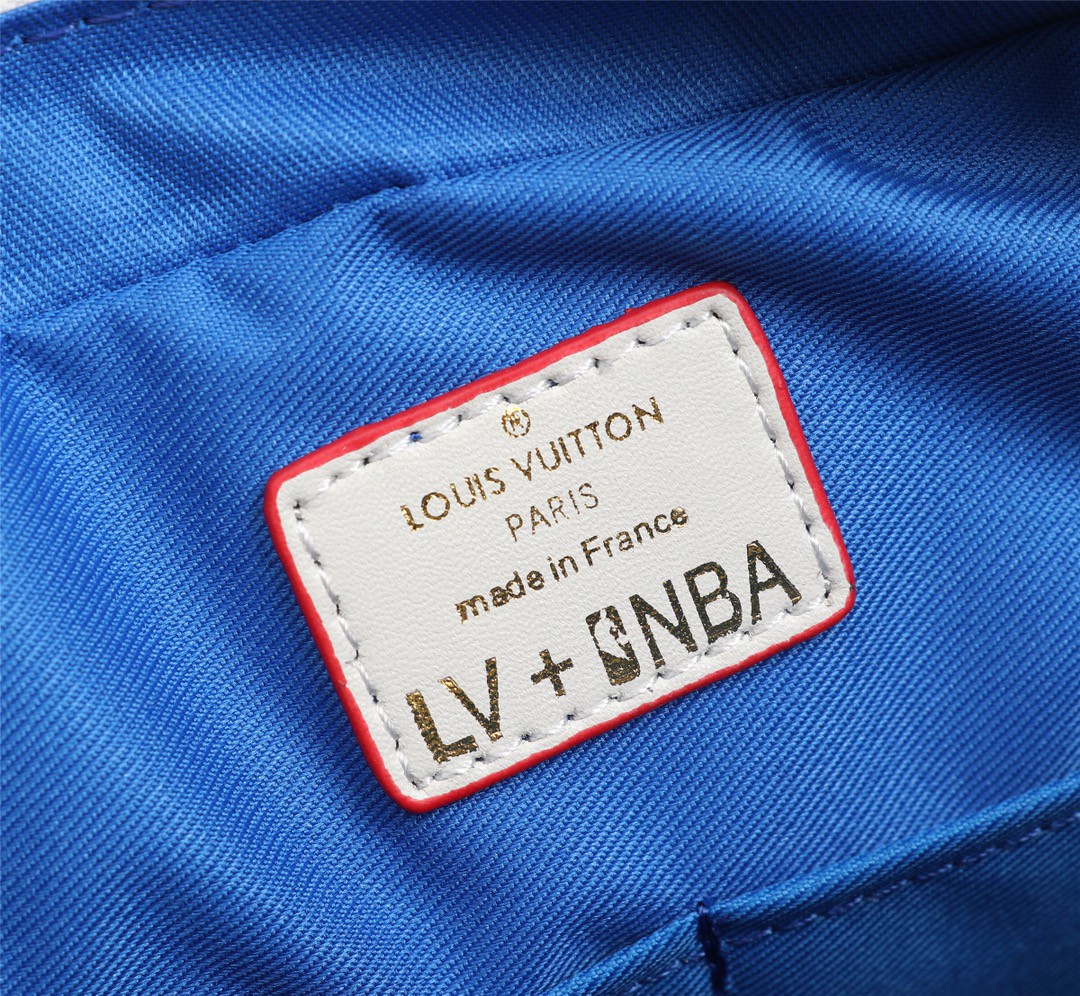 ®
LOUIS VUITTON
PARIS
made in France
LV + NBA